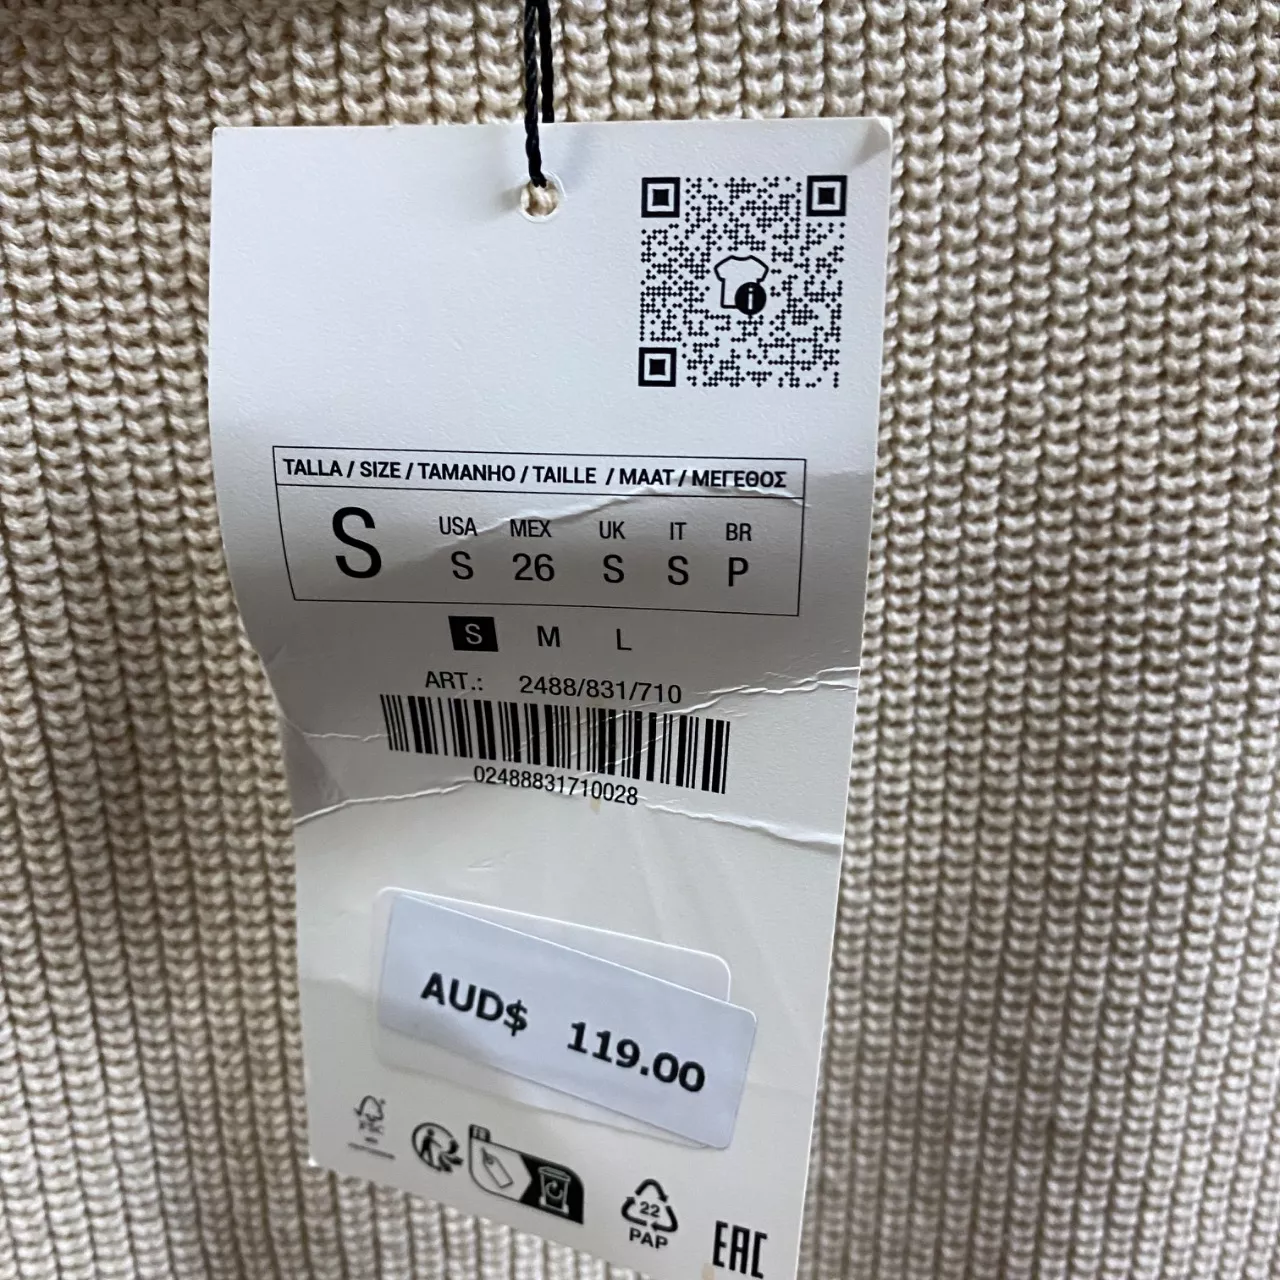 TALLA / SIZE / TAMANHO / TAILLE / MAAT / ΜΕΓΕΘΟΣ
S USA MEX UK IT BR
S 26 S S P
S M L
ART.: 2488/831/710
02488831710028
AUD$ 119.00
FR
22
PAP
EAC